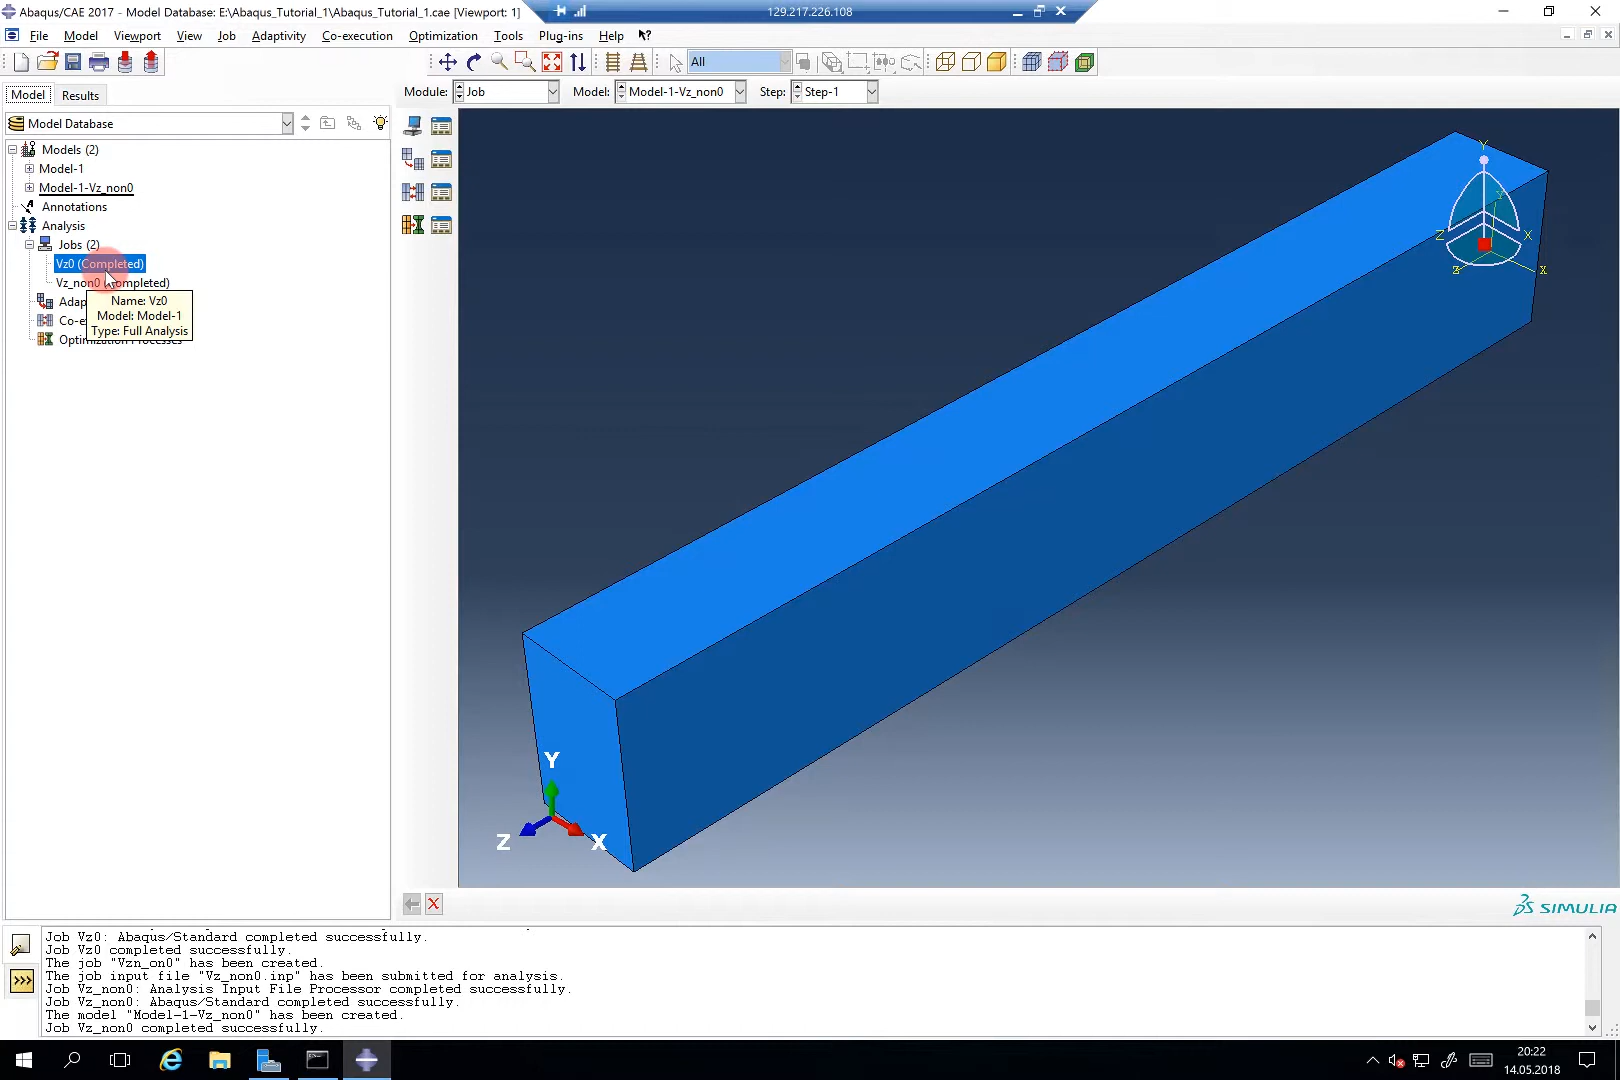 Abaqus/CAE 2017 - Model Database: E:\Abaqus_Tutorial_1\Abaqus_Tutorial_1.cae [Viewport: 1]
129.217.226.108
File Model Viewport View Job Adaptivity Co-execution Optimization Tools Plug-ins Help
All
Model Results
Module: Job Model: Model-1-Vz_non0 Step: Step-1
Model Database
Models (2)
Model-1
Model-1-Vz_non0
Annotations
Analysis
Jobs (2)
Vz0 (Completed)
Vz_non0 (Completed)
Adap
Name: Vz0
Model: Model-1
Co-e
Type: Full Analysis
Optimization Processes
Y
Y
Z X
Z X
Y
Z X
SIMULIA
Job Vz0: Abaqus/Standard completed successfully.
Job Vz0 completed successfully.
The job "Vzn_on0" has been created.
The job input file "Vz_non0.inp" has been submitted for analysis.
Job Vz_non0: Analysis Input File Processor completed successfully.
Job Vz_non0: Abaqus/Standard completed successfully.
The model "Model-1-Vz_non0" has been created.
Job Vz_non0 completed successfully.
20:22
14.05.2018